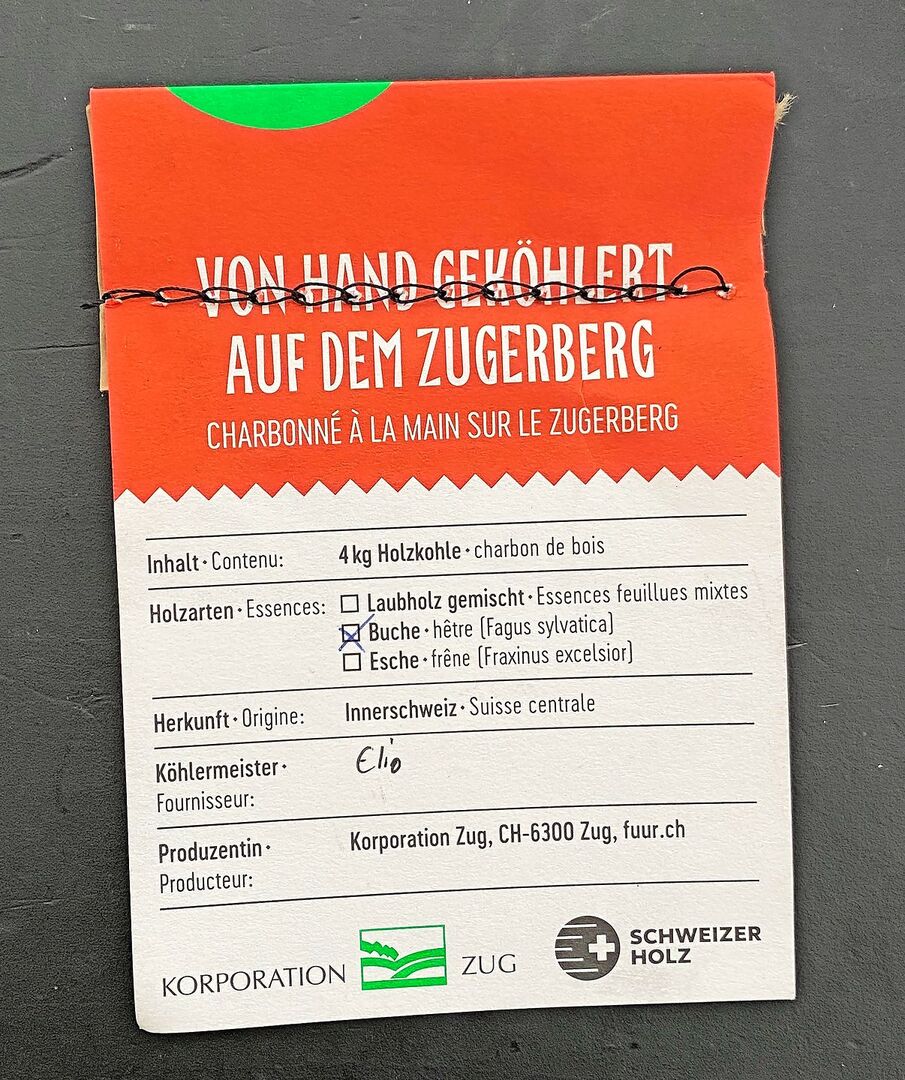 VON HAND GEKÖHLERT.
AUF DEM ZUGERBERG
CHARBONNÉ À LA MAIN SUR LE ZUGERBERG
Inhalt · Contenu: 4 kg Holzkohle · charbon de bois
Holzarten · Essences: Laubholz gemischt · Essences feuillues mixtes
Buche · hêtre (Fagus sylvatica)
Esche · frêne (Fraxinus excelsior)
Herkunft · Origine: Innerschweiz · Suisse centrale
Köhlermeister · Elio
Fournisseur:
Produzentin · Korporation Zug, CH-6300 Zug, fuur.ch
Producteur:
KORPORATION ZUG
SCHWEIZER
HOLZ